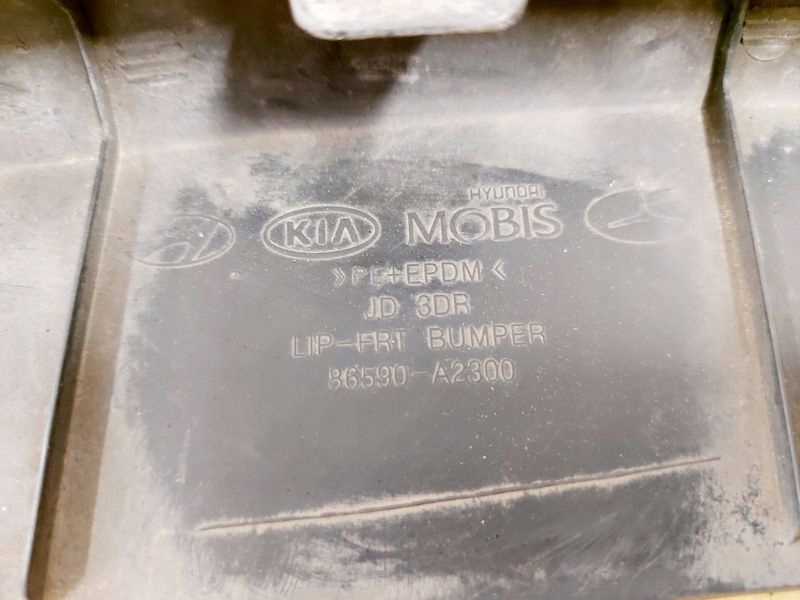 HYUNDAI
KIA MOBIS
>PE+EPDM<
JD 3DR
LIP-FRT BUMPER
86590-A2300